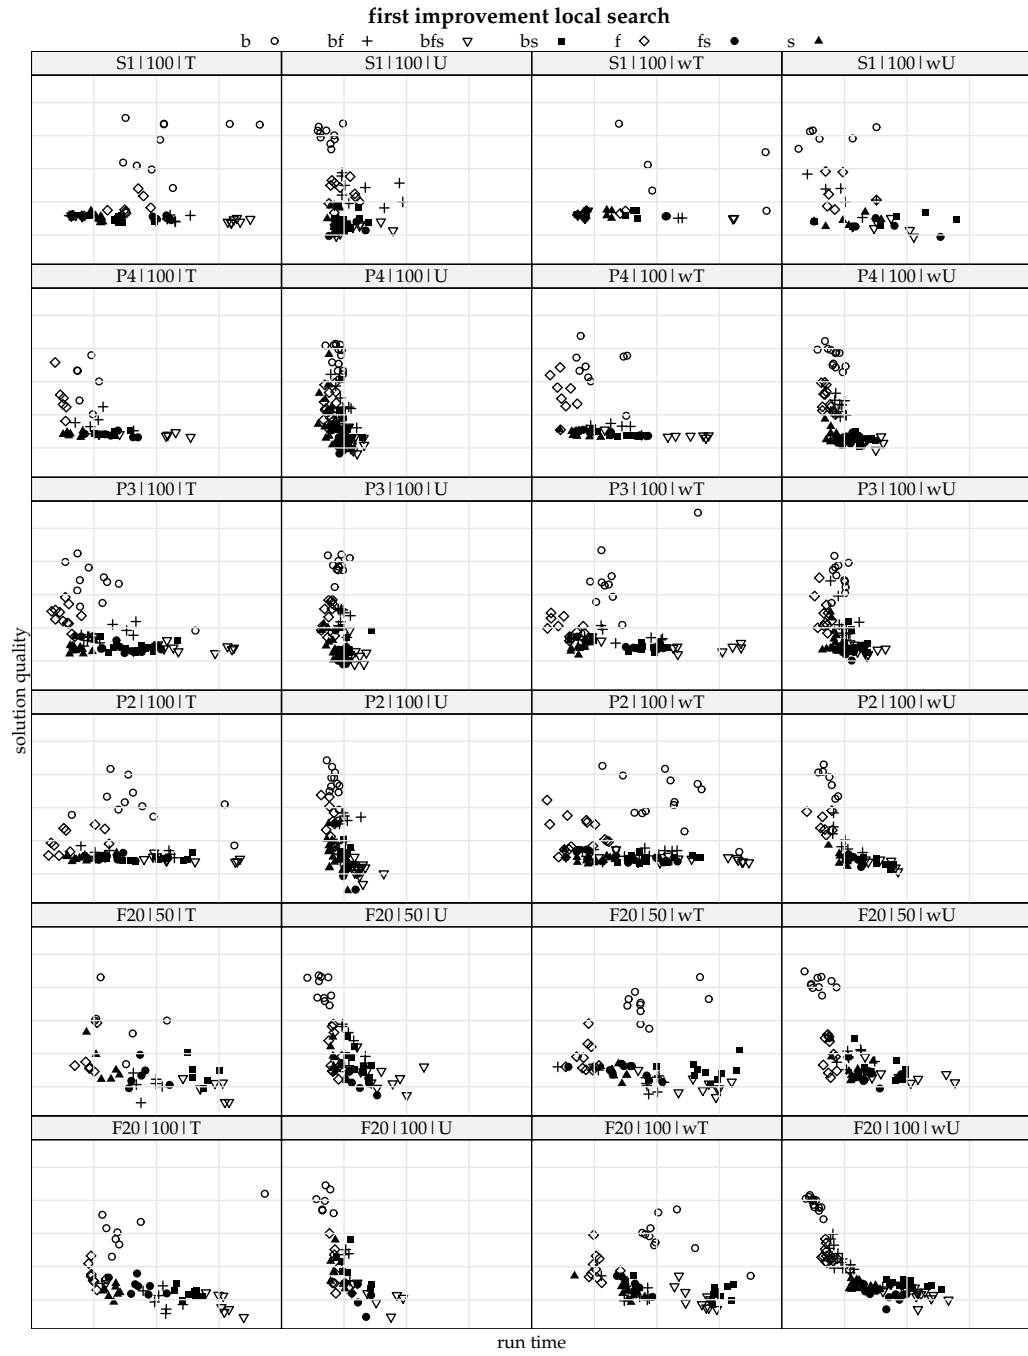 first improvement local search
b bf bfs bs f fs s
S1|100|T S1|100|U S1|100|wT S1|100|wU
P4|100|T P4|100|U P4|100|wT P4|100|wU
P3|100|T P3|100|U P3|100|wT P3|100|wU
solution quality
P2|100|T P2|100|U P2|100|wT P2|100|wU
F20|50|T F20|50|U F20|50|wT F20|50|wU
F20|100|T F20|100|U F20|100|wT F20|100|wU
run time